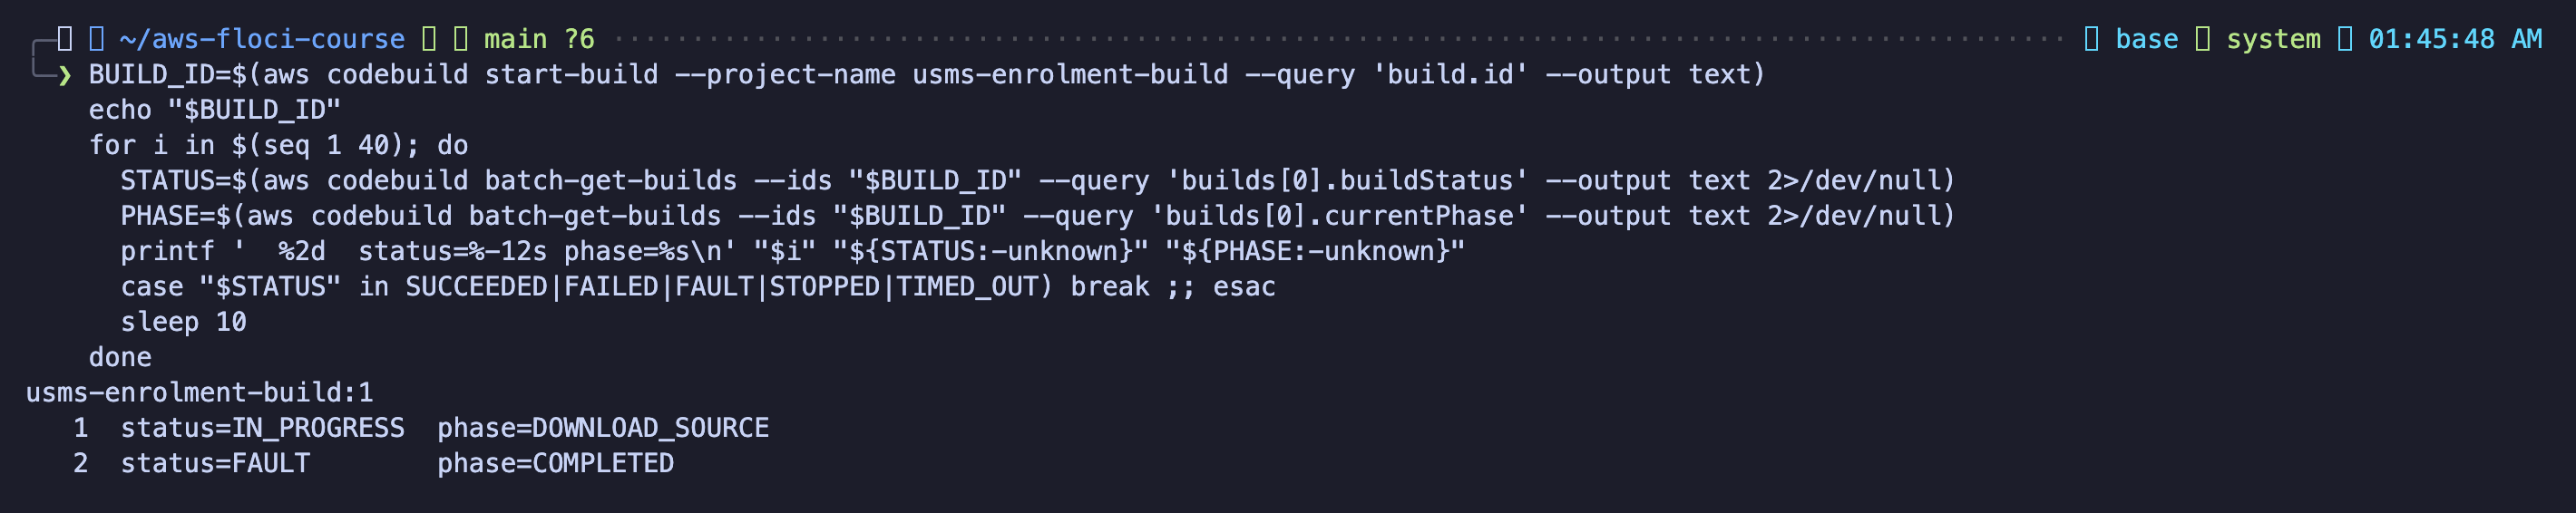 ~/aws-floci-course main ?6 base system 01:45:48 AM
❯ BUILD_ID=$(aws codebuild start-build --project-name usms-enrolment-build --query 'build.id' --output text)
echo "$BUILD_ID"
for i in $(seq 1 40); do
  STATUS=$(aws codebuild batch-get-builds --ids "$BUILD_ID" --query 'builds[0].buildStatus' --output text 2>/dev/null)
  PHASE=$(aws codebuild batch-get-builds --ids "$BUILD_ID" --query 'builds[0].currentPhase' --output text 2>/dev/null)
  printf '  %2d  status=%-12s phase=%s\n' "$i" "${STATUS:-unknown}" "${PHASE:-unknown}"
  case "$STATUS" in SUCCEEDED|FAILED|FAULT|STOPPED|TIMED_OUT) break ;; esac
  sleep 10
done
usms-enrolment-build:1
   1  status=IN_PROGRESS  phase=DOWNLOAD_SOURCE
   2  status=FAULT        phase=COMPLETED